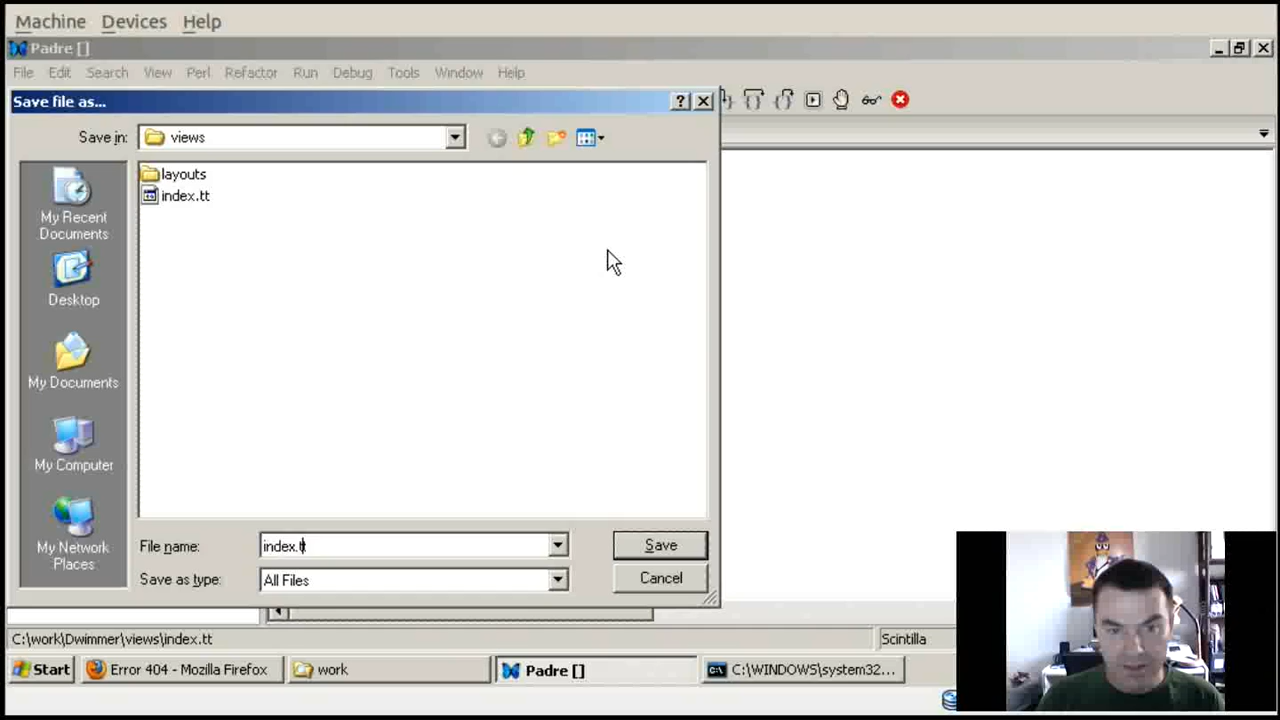 Machine Devices Help
Padre []
File Edit Search View Perl Refactor Run Debug Tools Window Help
Save file as...
Save in: views
layouts
index.tt
My Recent
Documents
Desktop
My Documents
My Computer
My Network
Places
File name: index.tt
Save
Save as type: All Files
Cancel
C:\work\Dwimmer\views\index.tt Scintilla
Start Error 404 - Mozilla Firefox work Padre [] C:\WINDOWS\system32...